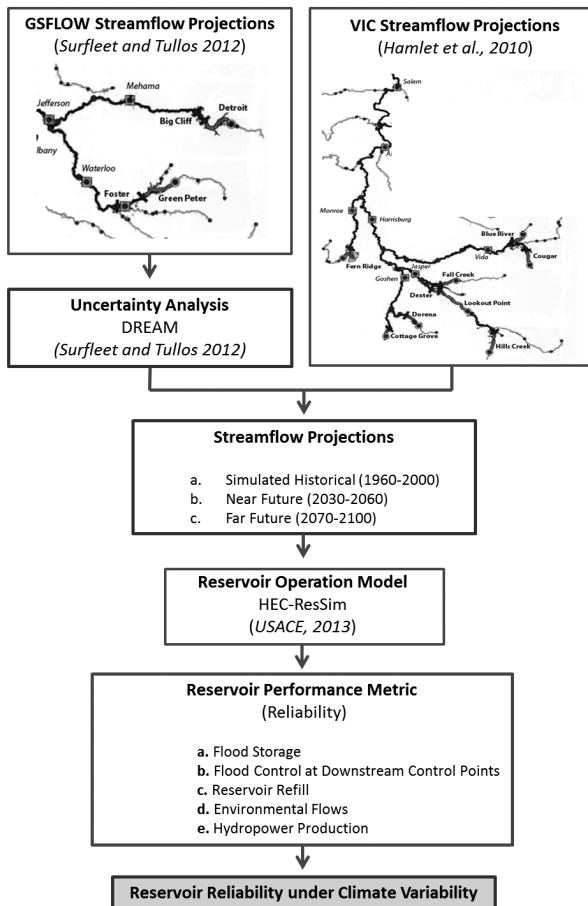 GSFLOW Streamflow Projections
(Surfleet and Tullos 2012)
Mehama
Jefferson
Detroit
Big Cliff
lbany
Waterloo
Foster
Green Peter
VIC Streamflow Projections
(Hamlet et al., 2010)
Salem
A
Monroe
Harrisburg
Blue River
Vida
Cougar
Fern Ridge
Jasper
Goshen
Fall Creek
Dexter
Lookout Point
Dorena
Cottage Grove
Hills Creek
Uncertainty Analysis
DREAM
(Surfleet and Tullos 2012)
Streamflow Projections
a. Simulated Historical (1960-2000)
b. Near Future (2030-2060)
c. Far Future (2070-2100)
Reservoir Operation Model
HEC-ResSim
(USACE, 2013)
Reservoir Performance Metric
(Reliability)
a. Flood Storage
b. Flood Control at Downstream Control Points
c. Reservoir Refill
d. Environmental Flows
e. Hydropower Production
Reservoir Reliability under Climate Variability